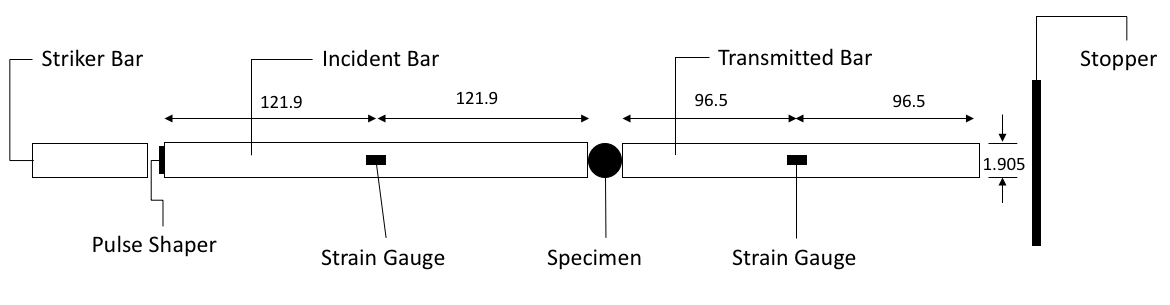 Striker Bar
Incident Bar
Transmitted Bar
Stopper
121.9
121.9
96.5
96.5
1.905
Pulse Shaper
Strain Gauge
Specimen
Strain Gauge